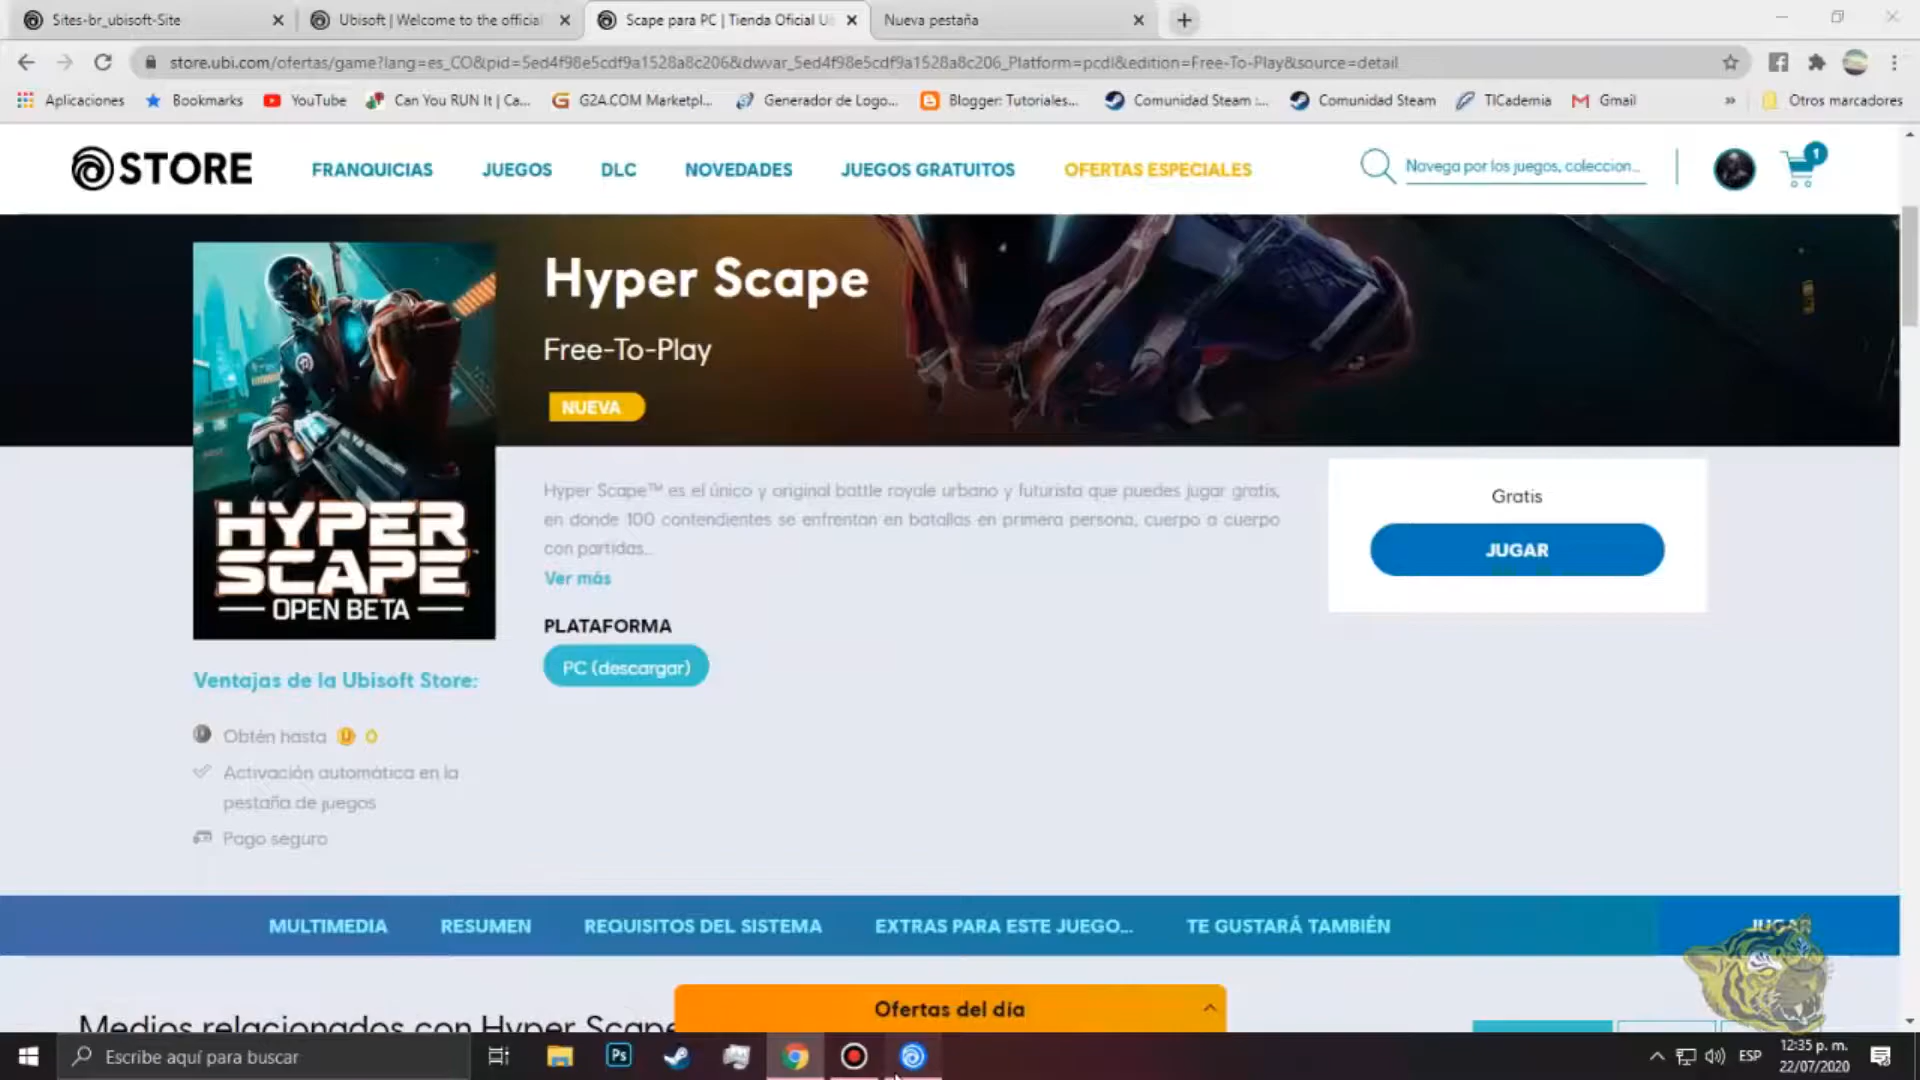 Sites-br_ubisoft-Site
Ubisoft | Welcome to the official
Scape para PC | Tienda Oficial U
Nueva pestaña
store.ubi.com/ofertas/game?lang=es_CO&pid=5ed4f98e5cdf9a1528a8c206&dwvar_5ed4f98e5cdf9a1528a8c206_Platform=pcdl&edition=Free-To-Play&source=detail
Aplicaciones
Bookmarks
YouTube
Can You RUN It | Ca...
G2A.COM Marketpl...
Generador de Logo...
Blogger: Tutoriales...
Comunidad Steam :...
Comunidad Steam
TICademia
Gmail
»
Otros marcadores
STORE
FRANQUICIAS
JUEGOS
DLC
NOVEDADES
JUEGOS GRATUITOS
OFERTAS ESPECIALES
Navega por los juegos, coleccion...
1
Hyper Scape
Free-To-Play
NUEVA
HYPER
SCAPE
OPEN BETA
Hyper Scape™ es el único y original battle royale urbano y futurista que puedes jugar gratis,
en donde 100 contendientes se enfrentan en batallas en primera persona, cuerpo a cuerpo
con partidas...
Ver más
PLATAFORMA
PC (descargar)
Gratis
JUGAR
Ventajas de la Ubisoft Store:
Obtén hasta 0
Activación automática en la
pestaña de juegos
Pago seguro
MULTIMEDIA
RESUMEN
REQUISITOS DEL SISTEMA
EXTRAS PARA ESTE JUEGO...
TE GUSTARÁ TAMBIÉN
JUGAR
Medios relacionados con Hyper Scape
Ofertas del día
Escribe aquí para buscar
Ps
ESP
12:35 p. m.
22/07/2020